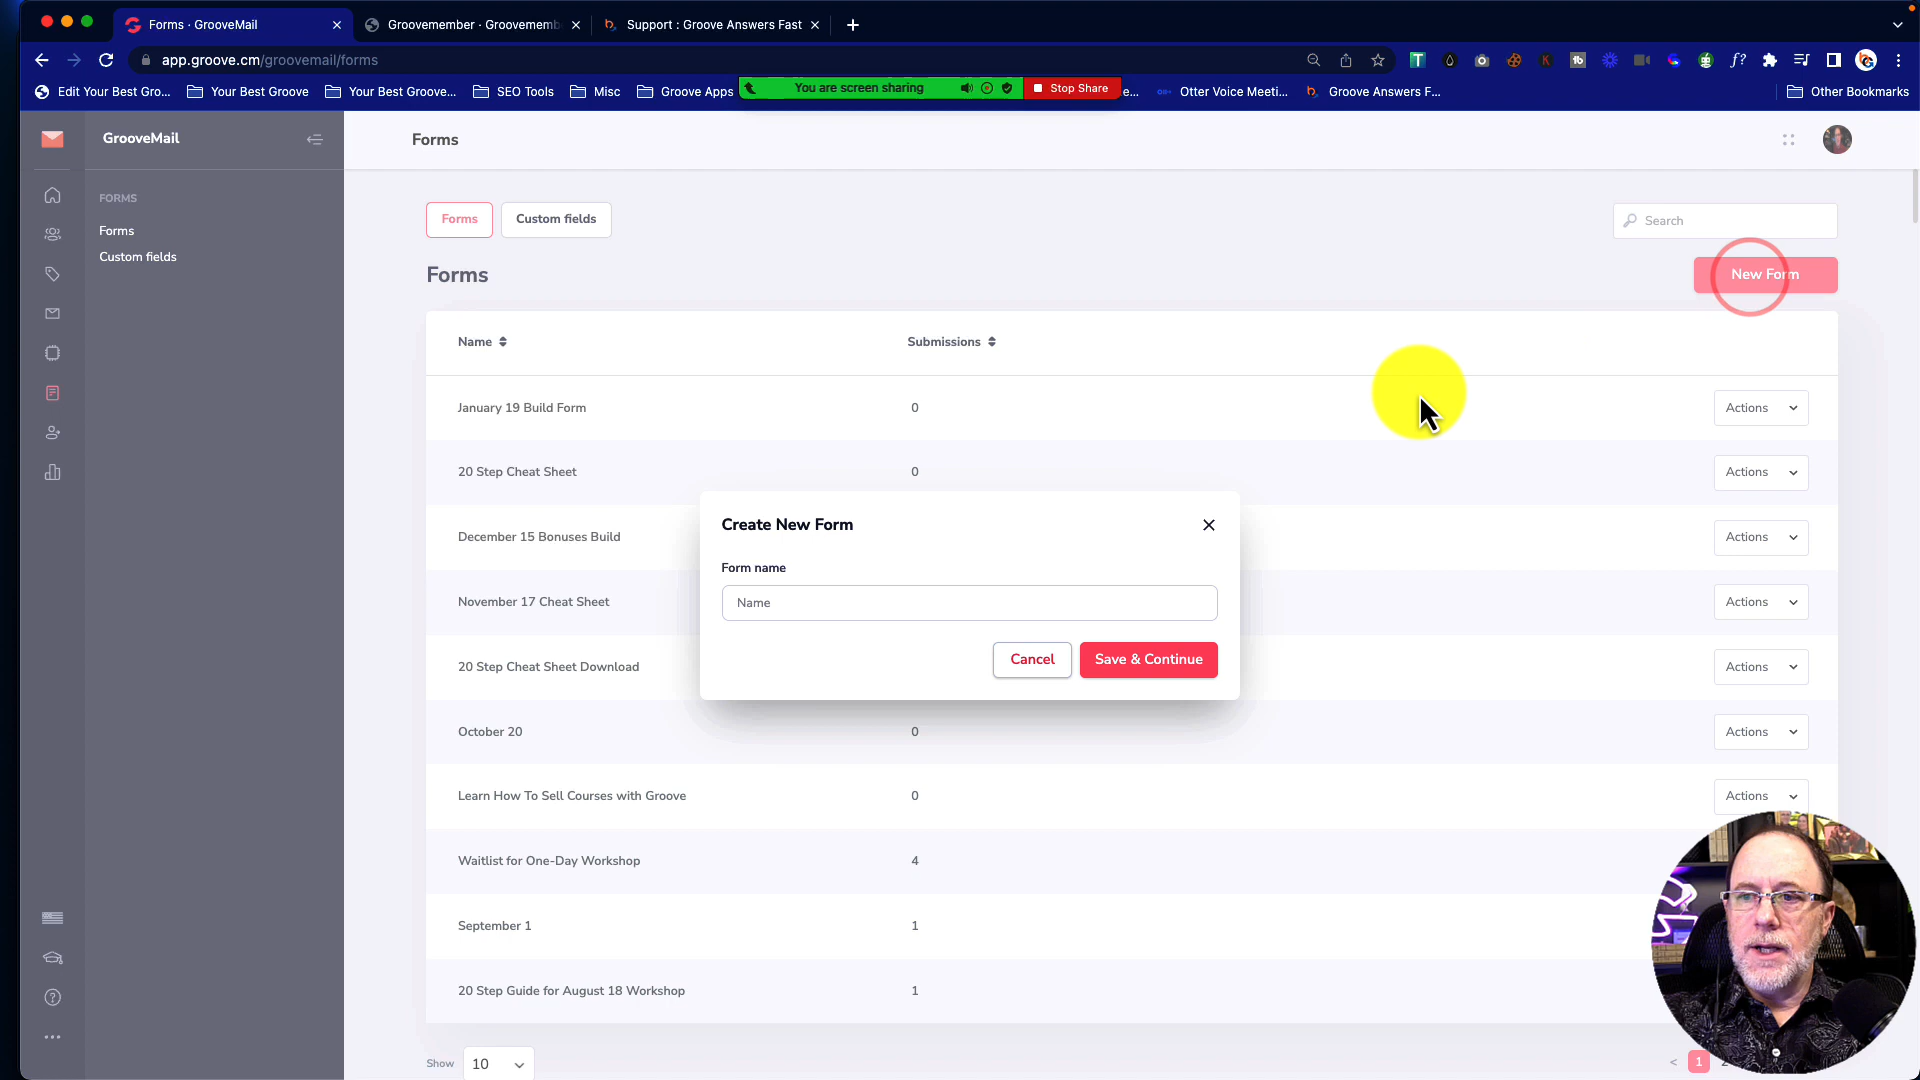 Forms · GrooveMail
Groovemember · Groovememb
Support : Groove Answers Fast
app.groove.cm/groovemail/forms
Edit Your Best Gro...
Your Best Groove
Your Best Groove...
SEO Tools
Misc
Groove Apps
You are screen sharing
Stop Share
e...
Otter Voice Meeti...
Groove Answers F...
Other Bookmarks
GrooveMail
Forms
FORMS
Forms
Custom fields
Forms
Custom fields
Search
Forms
New Form
Name
Submissions
January 19 Build Form
0
Actions
20 Step Cheat Sheet
0
Actions
December 15 Bonuses Build
Actions
November 17 Cheat Sheet
Actions
20 Step Cheat Sheet Download
Actions
Create New Form
Form name
Name
Cancel
Save & Continue
October 20
0
Actions
Learn How To Sell Courses with Groove
0
Actions
Waitlist for One-Day Workshop
4
September 1
1
20 Step Guide for August 18 Workshop
1
Show
10
< 1